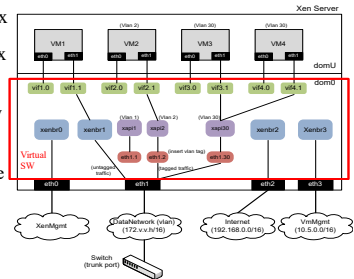 Xen Server
x
(Vlan 2)
(Vlan 30)
(Vlan 30)
VM1
VM2
VM3
VM4
x
eth0
eth1
eth0
eth1
eth0
eth1
eth0
eth1
domU
dom0
vif1.0
vif1.1
vif2.0
vif2.1
vif3.0
vif3.1
vif4.0
vif4.1
(Vlan 1)
(Vlan 2)
(Vlan 30)
xenbr0
xenbr1
xapi1
xapi2
xapi30
xenbr2
Xenbr3
Virtual
SW
(insert vlan tag)
eth1.1
eth1.2
eth1.30
(untagged
traffic)
(tagged traffic)
e
eth0
eth1
eth2
eth3
XenMgmt
DataNetwork (vlan)
(172.v.v.h/16)
Internet
(192.168.0.0/16)
VmMgmt
(10.5.0.0/16)
Switch
(trunk port)